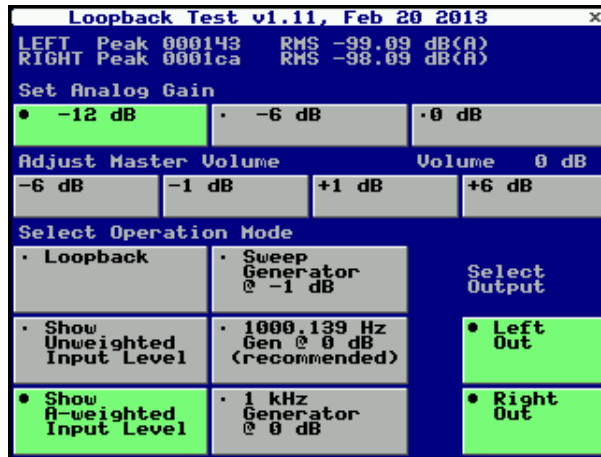 Loopback Test v1.11, Feb 20 2013 x
LEFT Peak 000143 RMS -99.09 dB(A)
RIGHT Peak 0001ca RMS -98.09 dB(A)
Set Analog Gain
-12 dB
-6 dB
0 dB
Adjust Master Volume Volume 0 dB
-6 dB
-1 dB
+1 dB
+6 dB
Select Operation Mode
Loopback
Sweep
Generator
@ -1 dB
Select
Output
Show
Unweighted
Input Level
1000.139 Hz
Gen @ 0 dB
(recommended)
Left
Out
Show
A-weighted
Input Level
1 kHz
Generator
@ 0 dB
Right
Out